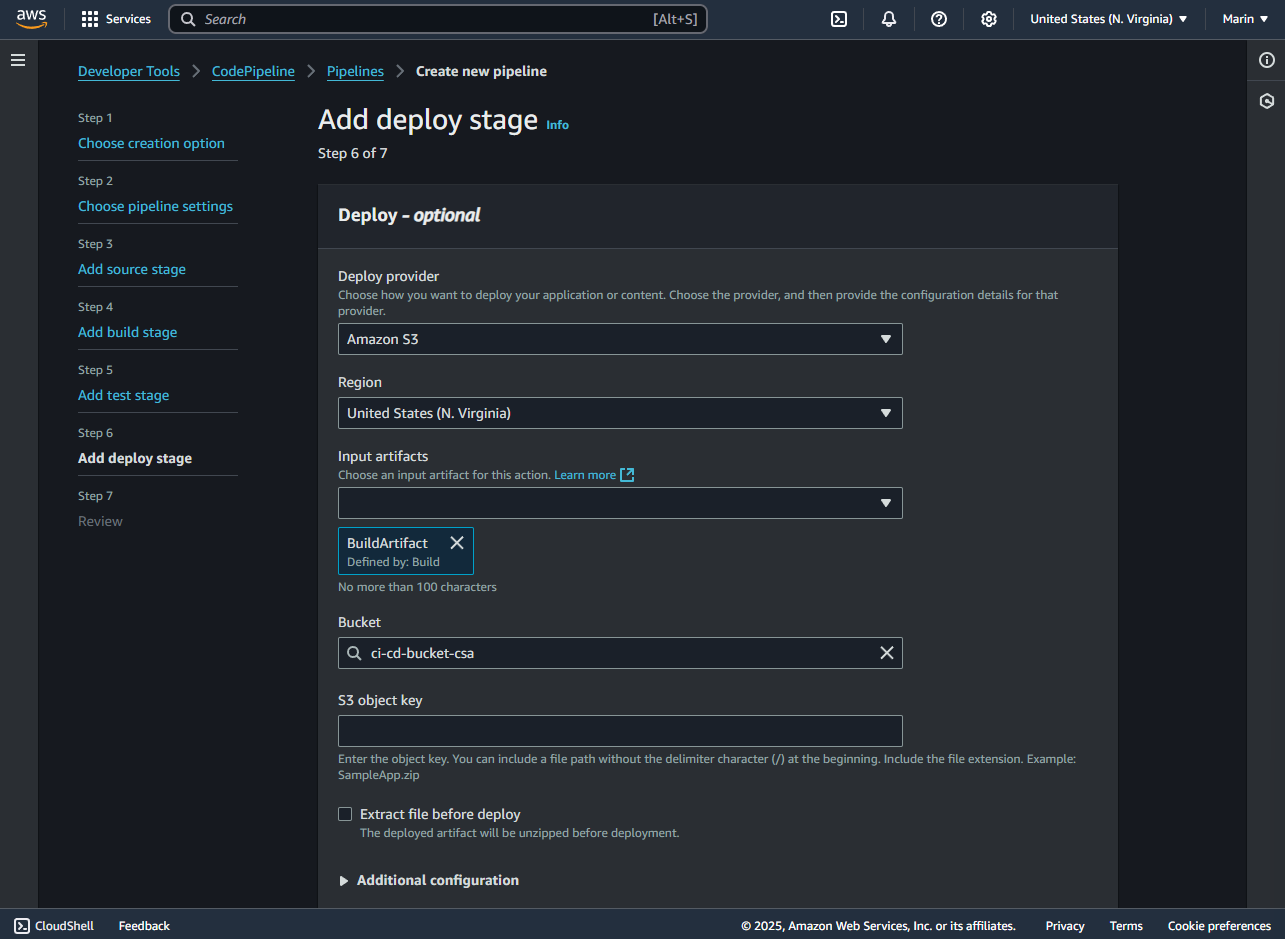 aws
Services
Search
[Alt+S]
United States (N. Virginia)
Marin
Developer Tools
CodePipeline
Pipelines
Create new pipeline
Step 1
Choose creation option
Step 2
Choose pipeline settings
Step 3
Add source stage
Step 4
Add build stage
Step 5
Add test stage
Step 6
Add deploy stage
Step 7
Review
Add deploy stage Info
Step 6 of 7
Deploy - optional
Deploy provider
Choose how you want to deploy your application or content. Choose the provider, and then provide the configuration details for that
provider.
Amazon S3
Region
United States (N. Virginia)
Input artifacts
Choose an input artifact for this action. Learn more
BuildArtifact
Defined by: Build
No more than 100 characters
Bucket
ci-cd-bucket-csa
S3 object key
Enter the object key. You can include a file path without the delimiter character (/) at the beginning. Include the file extension. Example:
SampleApp.zip
Extract file before deploy
The deployed artifact will be unzipped before deployment.
Additional configuration
CloudShell
Feedback
© 2025, Amazon Web Services, Inc. or its affiliates.
Privacy
Terms
Cookie preferences